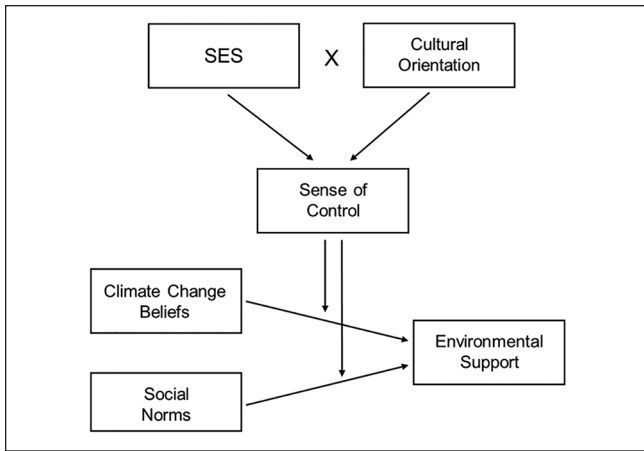 SES
X
Cultural
Orientation
Sense of
Control
Climate Change
Beliefs
Environmental
Support
Social
Norms